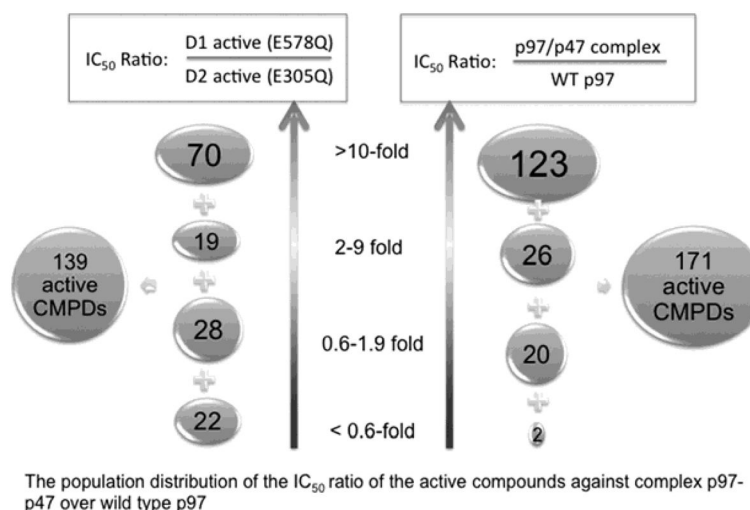 IC50 Ratio: D1 active (E578Q)
D2 active (E305Q)
IC50 Ratio: p97/p47 complex
WT p97
70
+
19
+
28
+
22
139
active
CMPDs
>10-fold
2-9 fold
0.6-1.9 fold
< 0.6-fold
123
+
26
+
20
+
2
171
active
CMPDs
The population distribution of the IC50 ratio of the active compounds against complex p97-
p47 over wild type p97